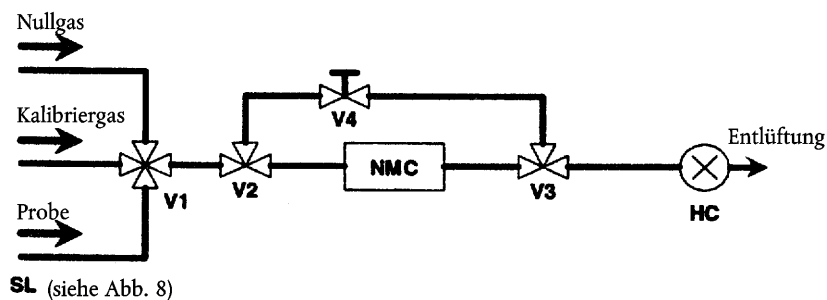 Nullgas
Kalibriergas
Probe
SL (siehe Abb. 8)
V1
V2
V4
NMC
V3
HC
Entlüftung